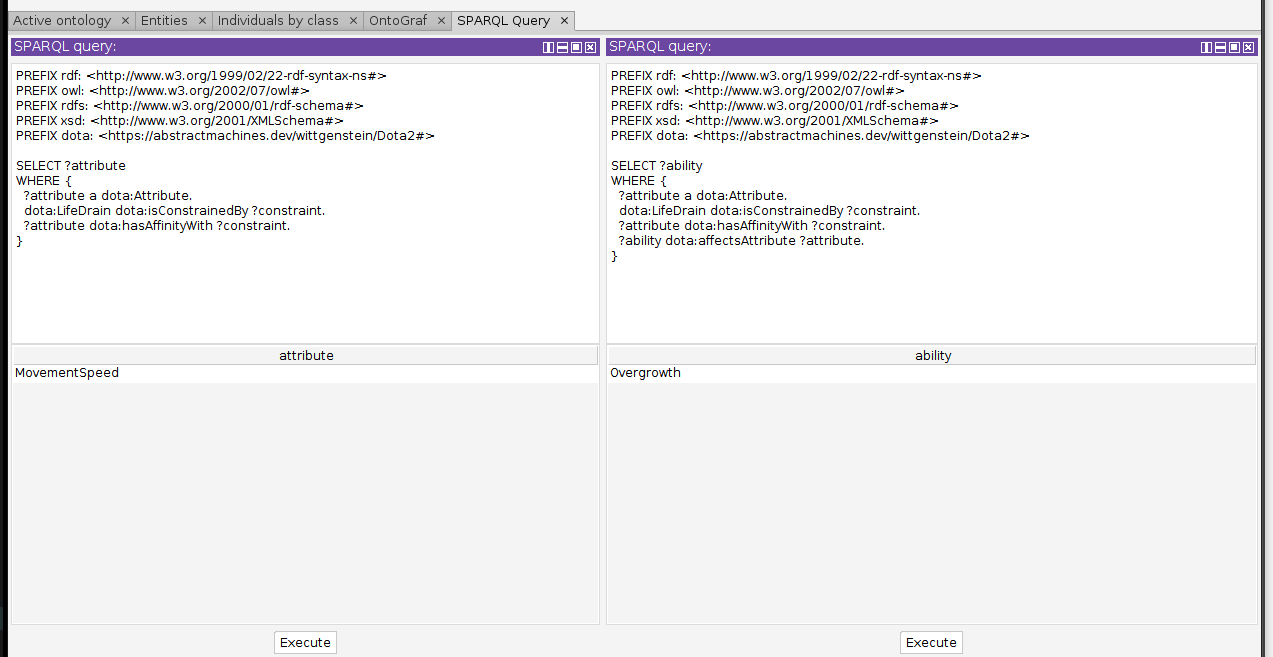 Active ontology × Entities × Individuals by class × OntoGraf × SPARQL Query ×
SPARQL query:
PREFIX rdf: <http://www.w3.org/1999/02/22-rdf-syntax-ns#>
PREFIX owl: <http://www.w3.org/2002/07/owl#>
PREFIX rdfs: <http://www.w3.org/2000/01/rdf-schema#>
PREFIX xsd: <http://www.w3.org/2001/XMLSchema#>
PREFIX dota: <https://abstractmachines.dev/wittgenstein/Dota2#>
SELECT ?attribute
WHERE {
?attribute a dota:Attribute.
dota:LifeDrain dota:isConstrainedBy ?constraint.
?attribute dota:hasAffinityWith ?constraint.
}
attribute
MovementSpeed
Execute
SPARQL query:
PREFIX rdf: <http://www.w3.org/1999/02/22-rdf-syntax-ns#>
PREFIX owl: <http://www.w3.org/2002/07/owl#>
PREFIX rdfs: <http://www.w3.org/2000/01/rdf-schema#>
PREFIX xsd: <http://www.w3.org/2001/XMLSchema#>
PREFIX dota: <https://abstractmachines.dev/wittgenstein/Dota2#>
SELECT ?ability
WHERE {
?attribute a dota:Attribute.
dota:LifeDrain dota:isConstrainedBy ?constraint.
?attribute dota:hasAffinityWith ?constraint.
?ability dota:affectsAttribute ?attribute.
}
ability
Overgrowth
Execute